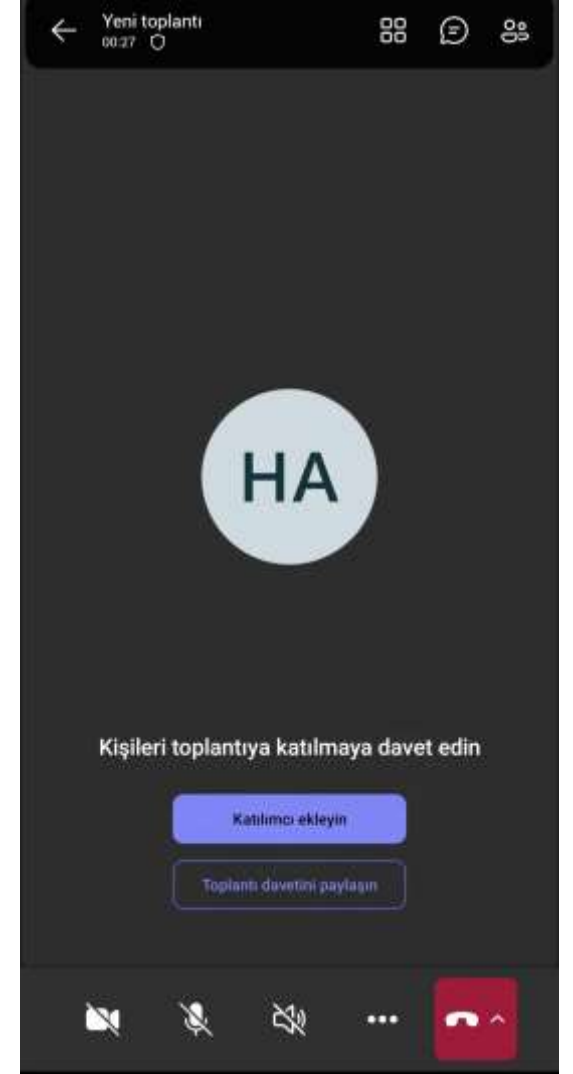 Yeni toplantı
00:27
HA
Kişileri toplantıya katılmaya davet edin
Katılımcı ekleyin
Toplantı davetini paylaşın